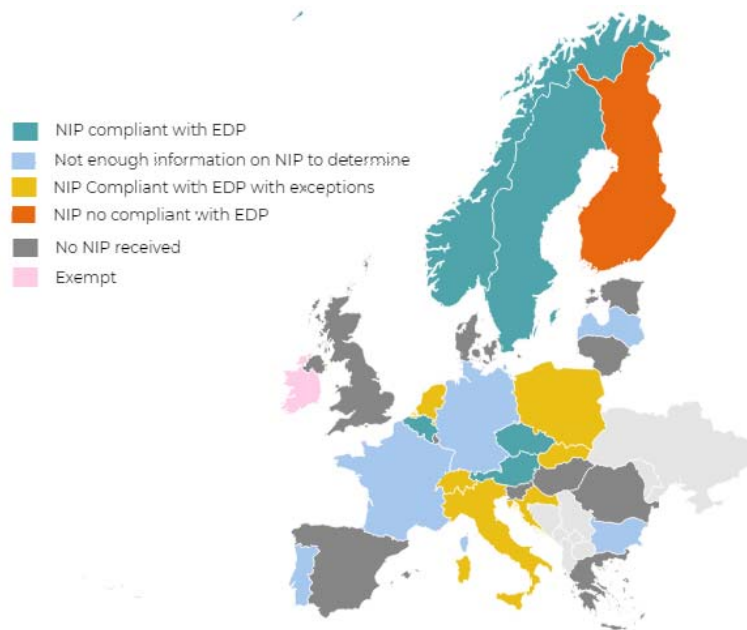 NIP compliant with EDP
Not enough information on NIP to determine
NIP Compliant with EDP with exceptions
NIP no compliant with EDP
No NIP received
Exempt